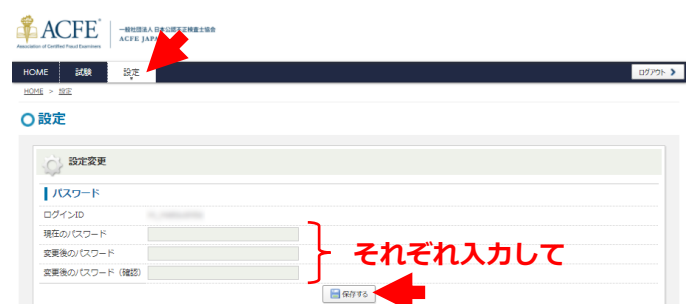 ACFE
Association of Certified Fraud Examiners
一般社団法人 日本公認不正検査士協会
ACFE JAPAN
HOME 試験 設定 ログアウト
HOME > 設定
設定
設定変更
パスワード
ログインID
現在のパスワード
変更後のパスワード
変更後のパスワード（確認）
それぞれ入力して
保存する